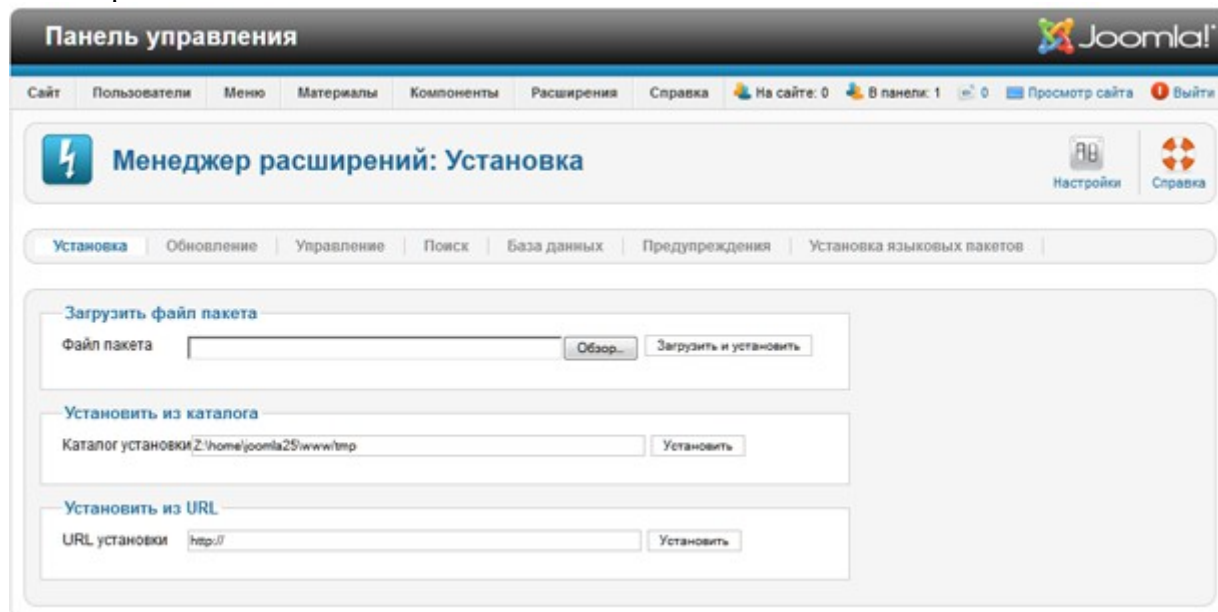 Панель управления Joomla!
Сайт Пользователи Меню Материалы Компоненты Расширения Справка На сайте: 0 В панели: 1 0 Просмотр сайта Выйти
Менеджер расширений: Установка Настройки Справка
Установка Обновление Управление Поиск База данных Предупреждения Установка языковых пакетов
Загрузить файл пакета
Файл пакета Обзор... Загрузить и установить
Установить из каталога
Каталог установки Z:\home\joomla25\www/tmp Установить
Установить из URL
URL установки http:// Установить